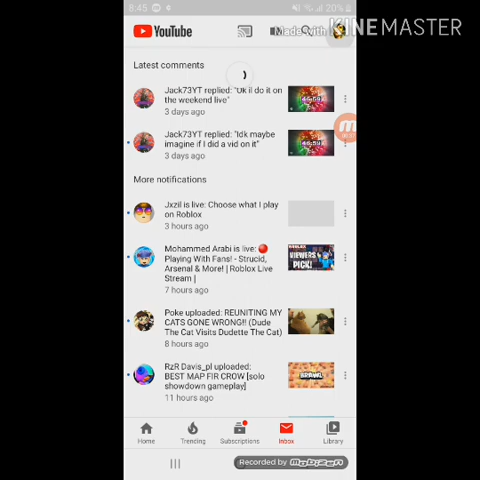 8:45
20%
YouTube
Made with
KINEMASTER
Latest comments
Jack73YT replied: "Ok il do it on
the weekend live"
3 days ago
Jack73YT replied: "Idk maybe
imagine if I did a vid on it"
3 days ago
More notifications
Jxzil is live: Choose what I play
on Roblox
3 hours ago
Mohammed Arabi is live: 🔴
Playing With Fans! - Strucid,
Arsenal & More! | Roblox Live
Stream |
7 hours ago
VIEWERS
PICK!
Poke uploaded: REUNITING MY
CATS GONE WRONG!! (Dude
The Cat Visits Dudette The Cat)
8 hours ago
RzR Davis_pl uploaded:
BEST MAP FIR CROW [solo
showdown gameplay]
11 hours ago
BRAWL
Home
Trending
Subscriptions
Inbox
Library
Recorded by mobizen